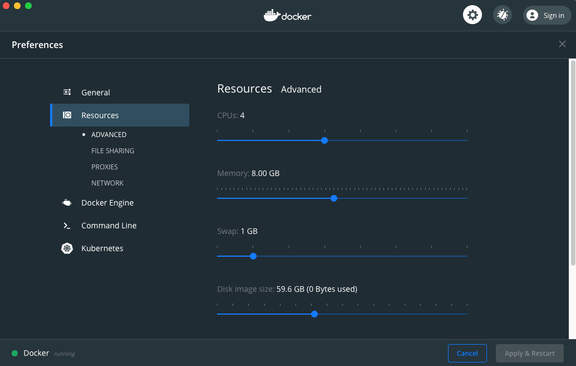 docker
Sign in
Preferences
General
Resources
ADVANCED
FILE SHARING
PROXIES
NETWORK
Docker Engine
Command Line
Kubernetes
Resources Advanced
CPUs: 4
Memory: 8.00 GB
Swap: 1 GB
Disk image size: 59.6 GB (0 Bytes used)
Docker running
Cancel
Apply & Restart